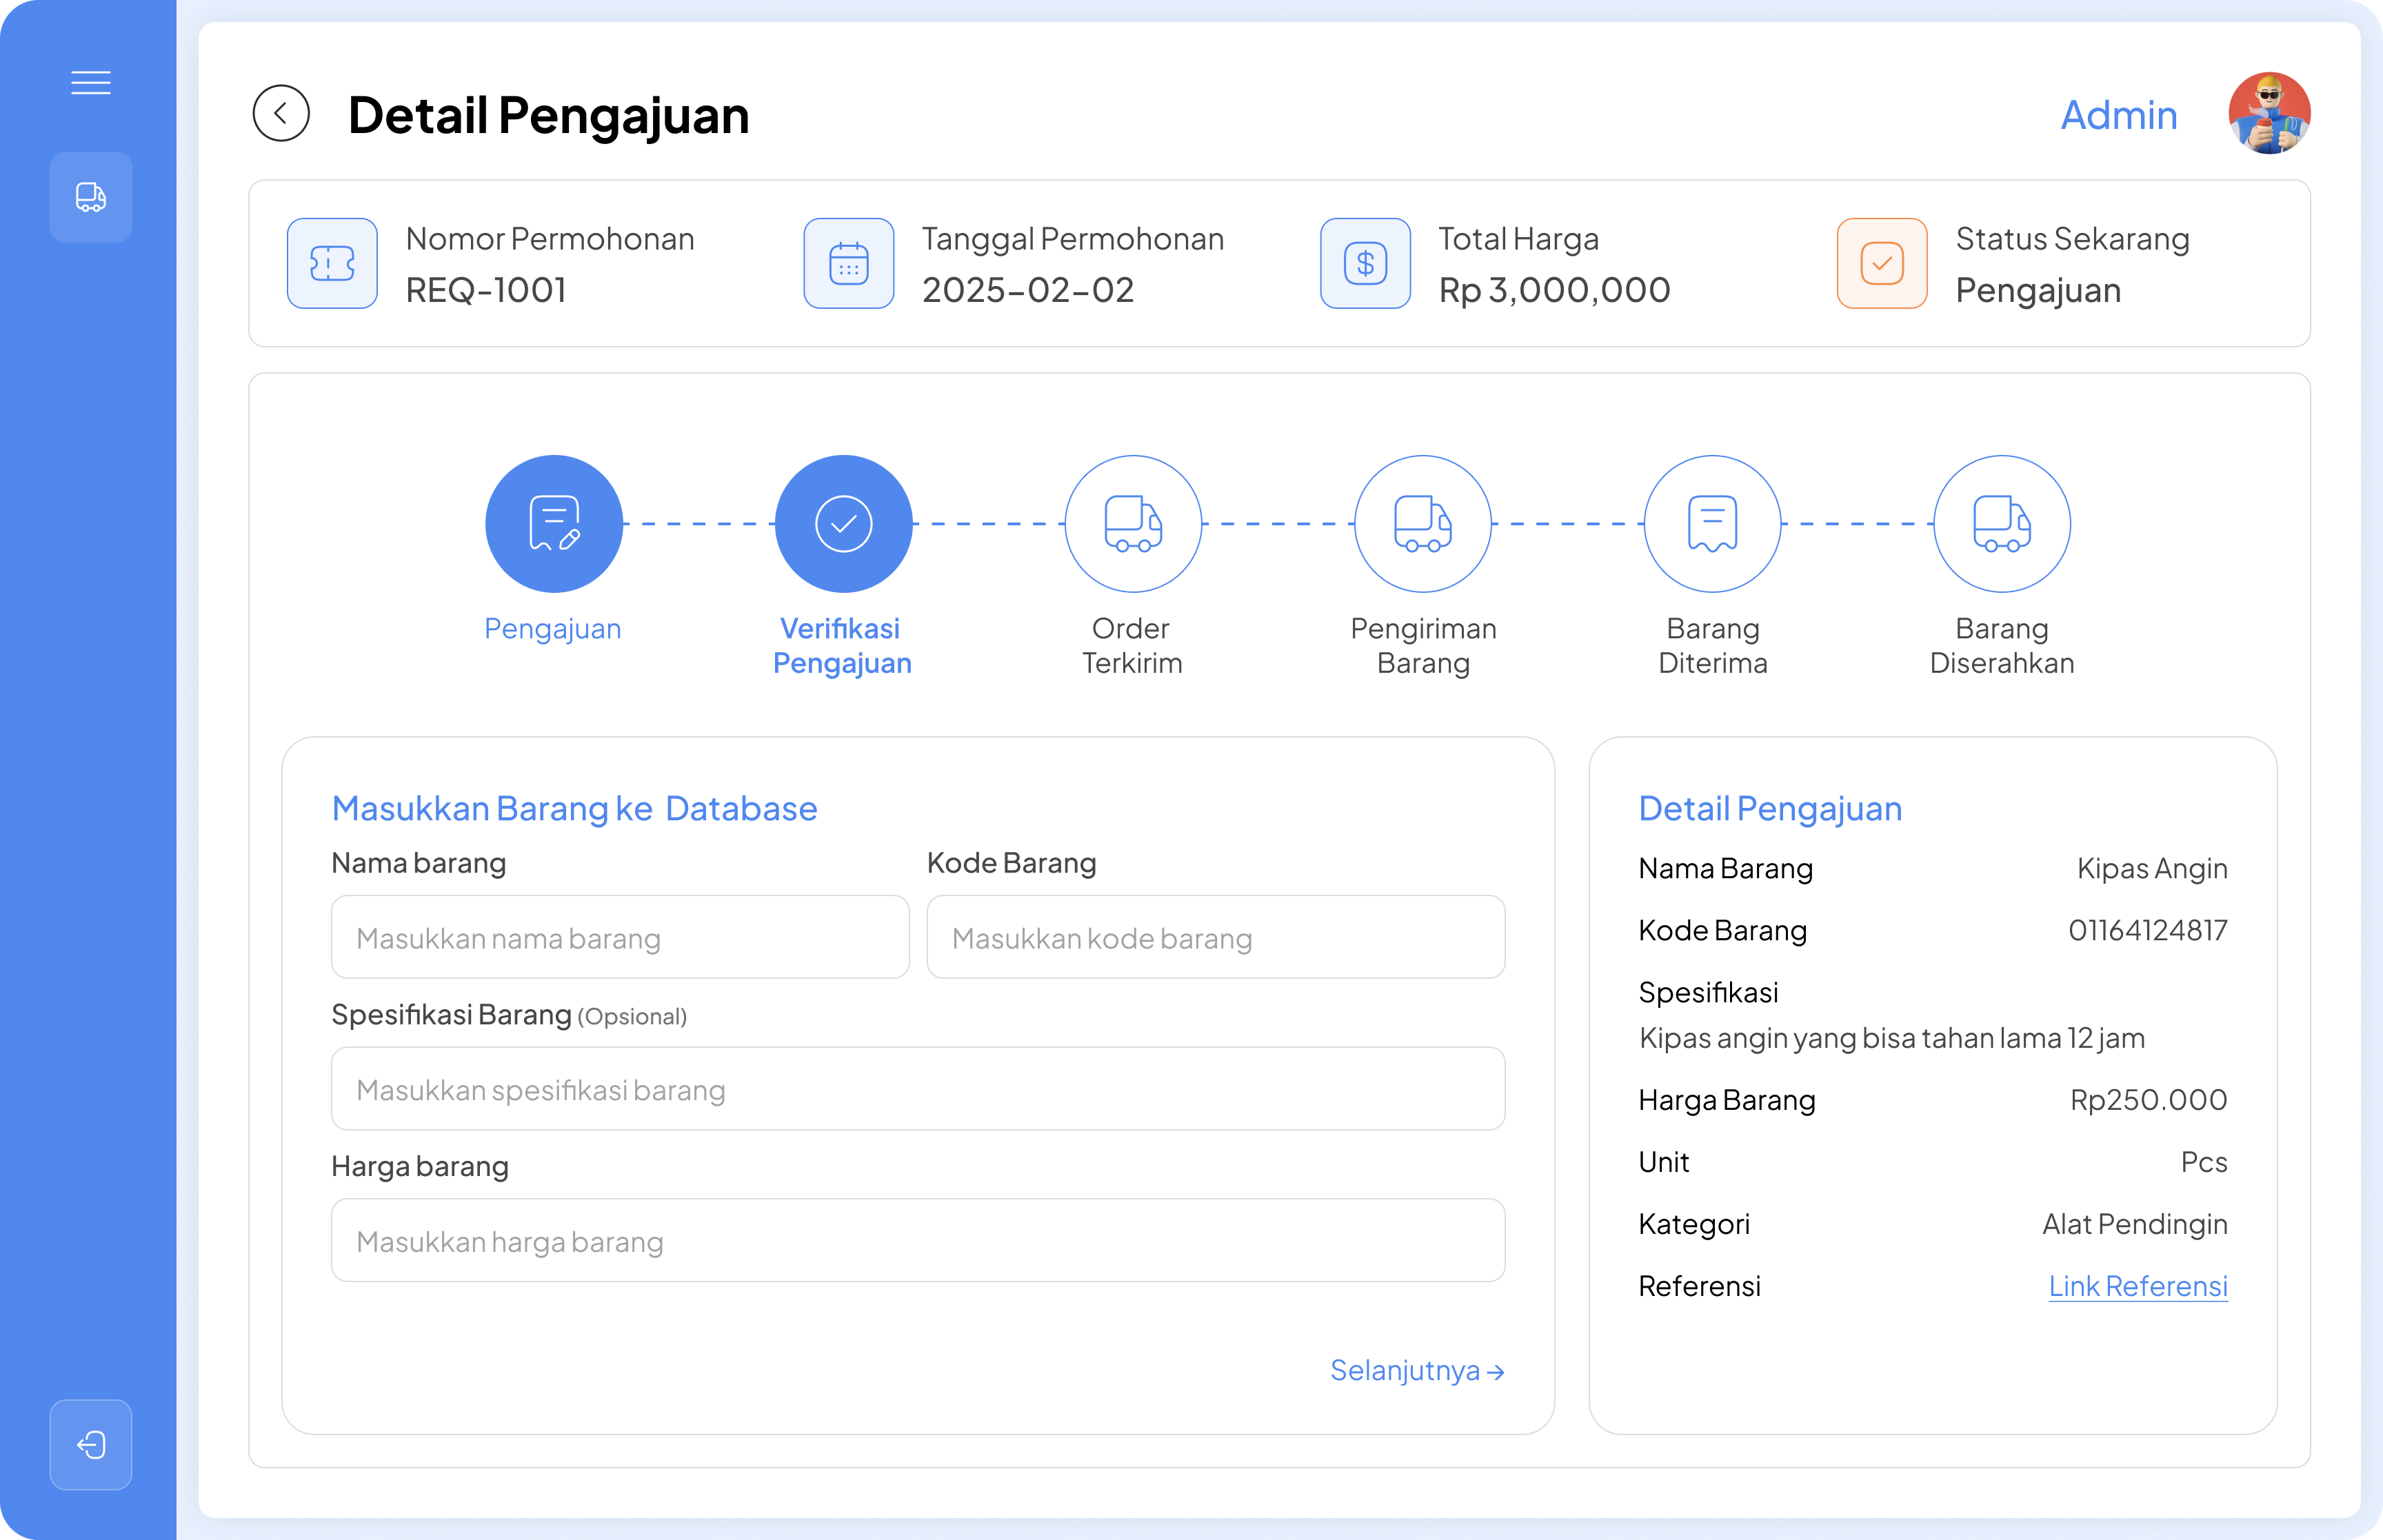 Detail Pengajuan
Admin
Nomor Permohonan
REQ-1001
Tanggal Permohonan
2025-02-02
Total Harga
Rp 3,000,000
Status Sekarang
Pengajuan
Pengajuan
Verifikasi
Pengajuan
Order
Terkirim
Pengiriman
Barang
Barang
Diterima
Barang
Diserahkan
Masukkan Barang ke Database
Nama barang
Masukkan nama barang
Kode Barang
Masukkan kode barang
Spesifikasi Barang (Opsional)
Masukkan spesifikasi barang
Harga barang
Masukkan harga barang
Selanjutnya →
Detail Pengajuan
Nama Barang Kipas Angin
Kode Barang 01164124817
Spesifikasi
Kipas angin yang bisa tahan lama 12 jam
Harga Barang Rp250.000
Unit Pcs
Kategori Alat Pendingin
Referensi Link Referensi